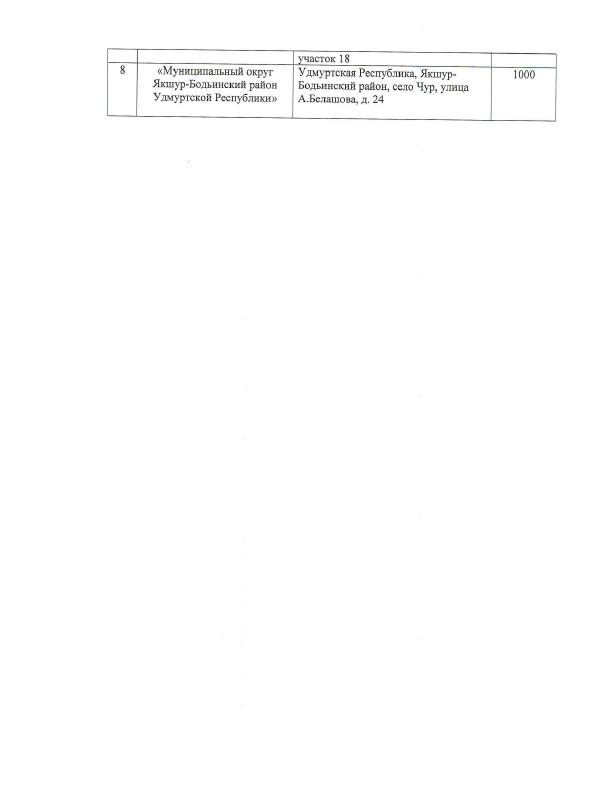 участок 18
8
«Муниципальный округ
Якшур-Бодьинский район
Удмуртской Республики»
Удмуртская Республика, Якшур-
Бодьинский район, село Чур, улица
А.Белашова, д. 24
1000